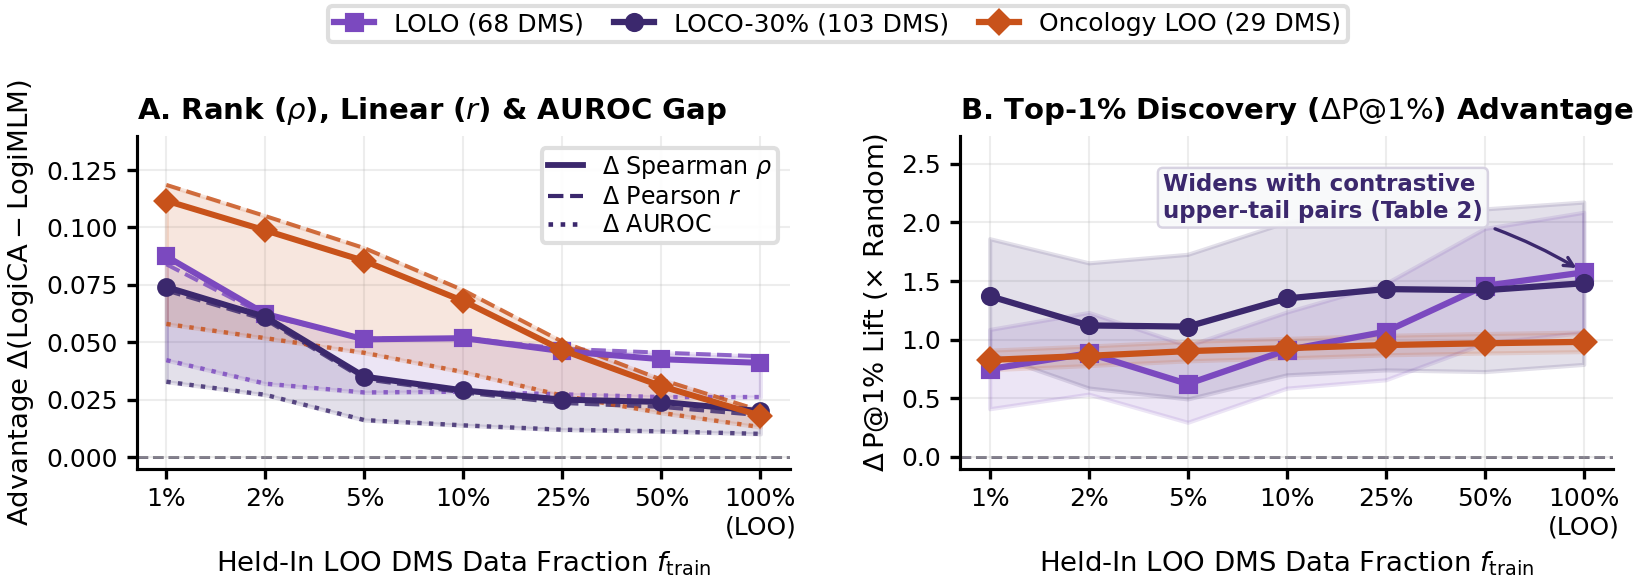 LOLO (68 DMS)
LOCO-30% (103 DMS)
Oncology LOO (29 DMS)
A. Rank (ρ), Linear (r) & AUROC Gap
Advantage Δ(LogiCA − LogiMLM)
0.125
0.100
0.075
0.050
0.025
0.000
Δ Spearman ρ
Δ Pearson r
Δ AUROC
1% 2% 5% 10% 25% 50% 100%
(LOO)
Held-In LOO DMS Data Fraction f_train
B. Top-1% Discovery (ΔP@1%) Advantage
Δ P@1% Lift (× Random)
2.5
2.0
1.5
1.0
0.5
0.0
Widens with contrastive
upper-tail pairs (Table 2)
1% 2% 5% 10% 25% 50% 100%
(LOO)
Held-In LOO DMS Data Fraction f_train